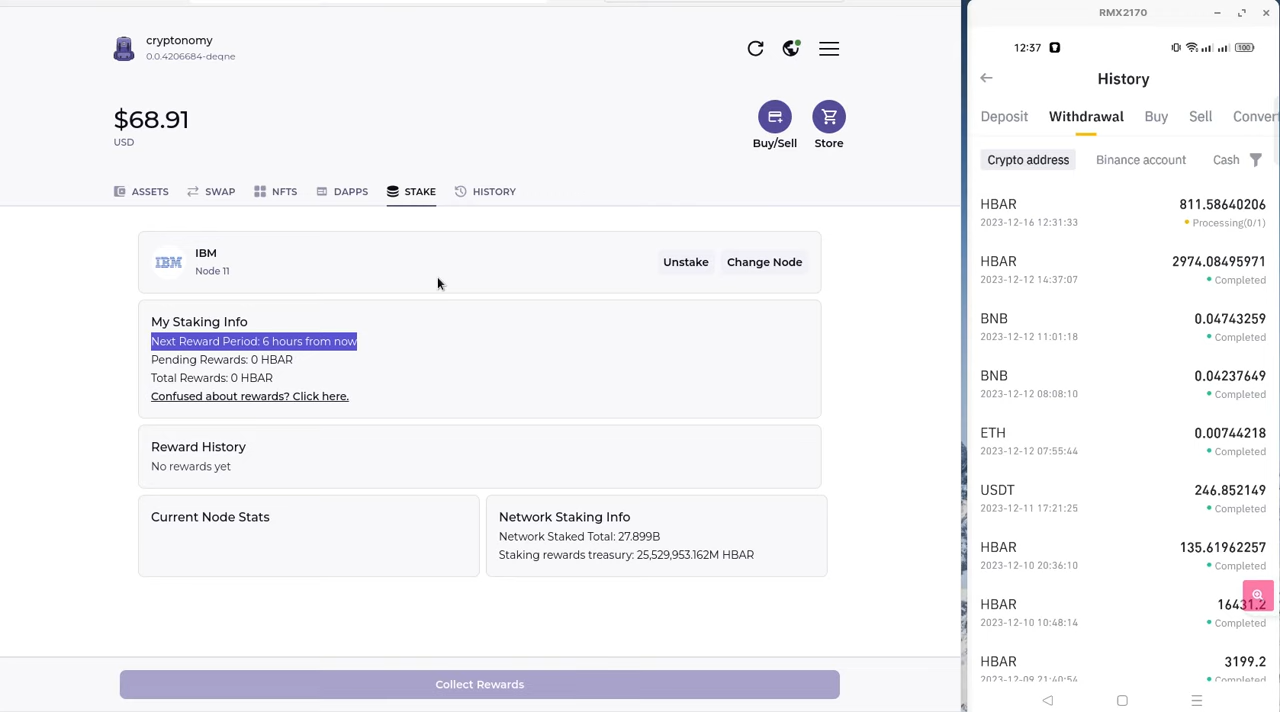 cryptonomy
0.0.4206684-deqne
$68.91
USD
Buy/Sell
Store
ASSETS
SWAP
NFTS
DAPPS
STAKE
HISTORY
IBM
IBM
Node 11
Unstake
Change Node
My Staking Info
Next Reward Period: 6 hours from now
Pending Rewards: 0 HBAR
Total Rewards: 0 HBAR
Confused about rewards? Click here.
Reward History
No rewards yet
Current Node Stats
Network Staking Info
Network Staked Total: 27.899B
Staking rewards treasury: 25,529,953.162M HBAR
Collect Rewards
RMX2170
12:37
100
History
Deposit Withdrawal Buy Sell Conver
Crypto address Binance account Cash
HBAR 811.58640206
2023-12-16 12:31:33 Processing(0/1)
HBAR 2974.08495971
2023-12-12 14:37:07 Completed
BNB 0.04743259
2023-12-12 11:01:18 Completed
BNB 0.04237649
2023-12-12 08:08:10 Completed
ETH 0.00744218
2023-12-12 07:55:44 Completed
USDT 246.852149
2023-12-11 17:21:25 Completed
HBAR 135.61962257
2023-12-10 20:36:10 Completed
HBAR 16431.2
2023-12-10 10:48:14 Completed
HBAR 3199.2
2023-12-09 21:40:54 Completed